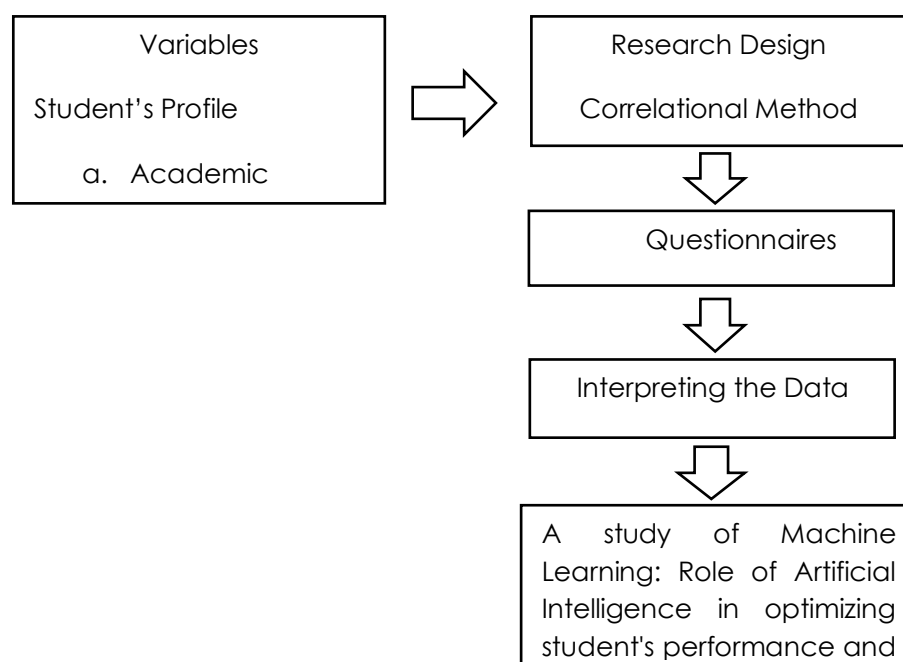 Variables
Student’s Profile
a. Academic
Research Design
Correlational Method
Questionnaires
Interpreting the Data
A study of Machine
Learning: Role of Artificial
Intelligence in optimizing
student's performance and